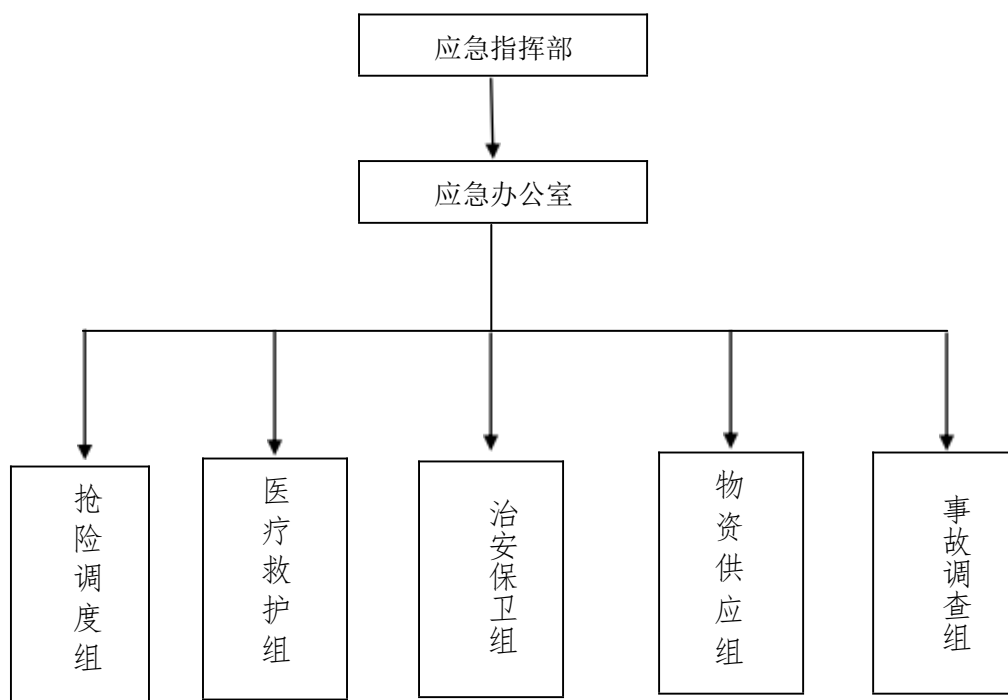 应急指挥部
应急办公室
抢险调度组
医疗救护组
治安保卫组
物资供应组
事故调查组